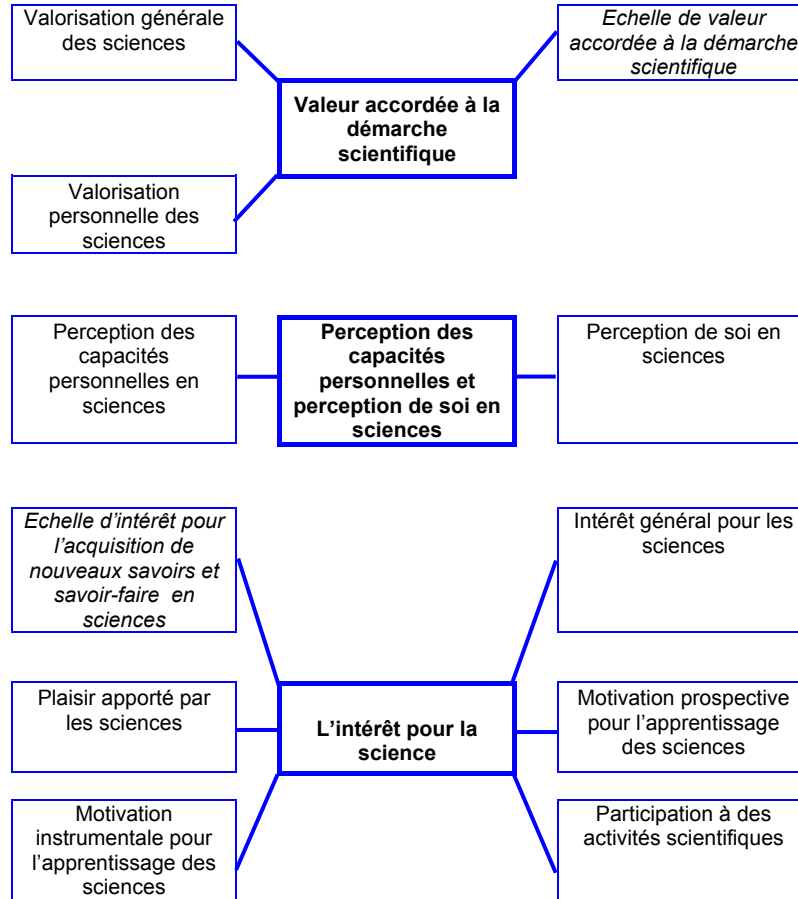 Valorisation générale
des sciences
Echelle de valeur
accordée à la démarche
scientifique
Valeur accordée à la
démarche
scientifique
Valorisation
personnelle des
sciences
Perception des
capacités
personnelles en
sciences
Perception des
capacités
personnelles et
perception de soi en
sciences
Perception de soi en
sciences
Echelle d'intérêt pour
l'acquisition de
nouveaux savoirs et
savoir-faire en
sciences
Intérêt général pour les
sciences
Plaisir apporté par
les sciences
L'intérêt pour la
science
Motivation prospective
pour l'apprentissage
des sciences
Motivation
instrumentale pour
l'apprentissage des
sciences
Participation à des
activités scientifiques